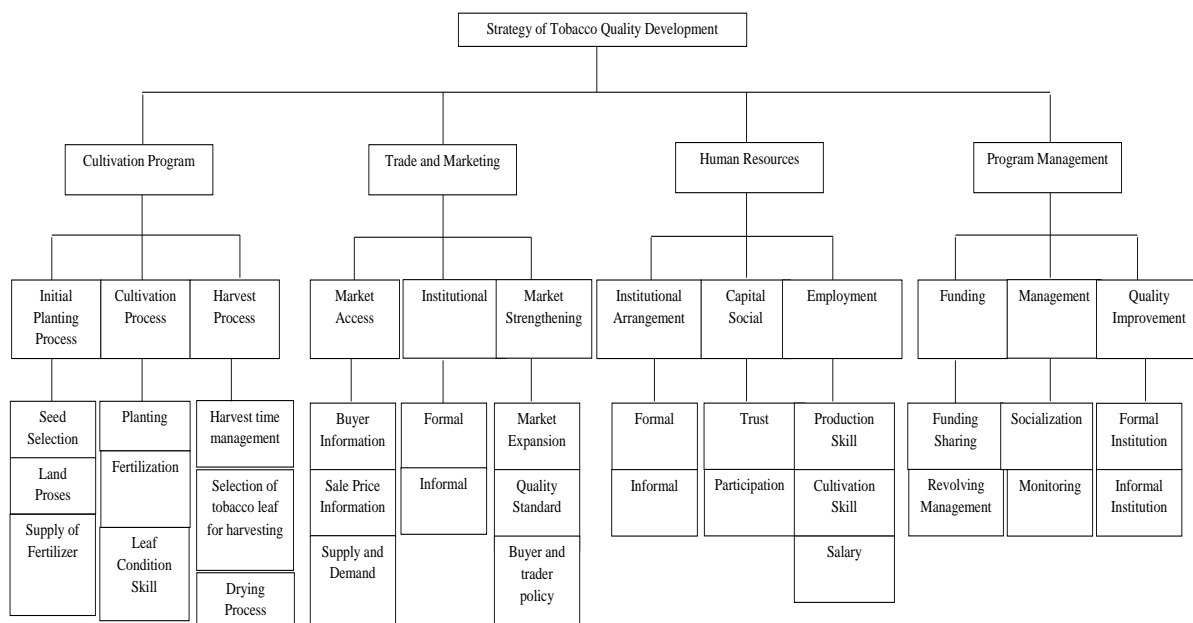 Strategy of Tobacco Quality Development
Cultivation Program
Trade and Marketing
Human Resources
Program Management
Initial
Planting
Process
Cultivation
Process
Harvest
Process
Market
Access
Institutional
Market
Strengthening
Institutional
Arrangement
Capital
Social
Employment
Funding
Management
Quality
Improvement
Seed
Selection
Land
Proses
Supply of
Fertilizer
Planting
Fertilization
Leaf
Condition
Skill
Harvest time
management
Selection of
tobacco leaf
for harvesting
Drying
Process
Buyer
Information
Sale Price
Information
Supply and
Demand
Formal
Informal
Market
Expansion
Quality
Standard
Buyer and
trader
policy
Formal
Informal
Trust
Participation
Production
Skill
Cultivation
Skill
Salary
Funding
Sharing
Revolving
Management
Socialization
Monitoring
Formal
Institution
Informal
Institution